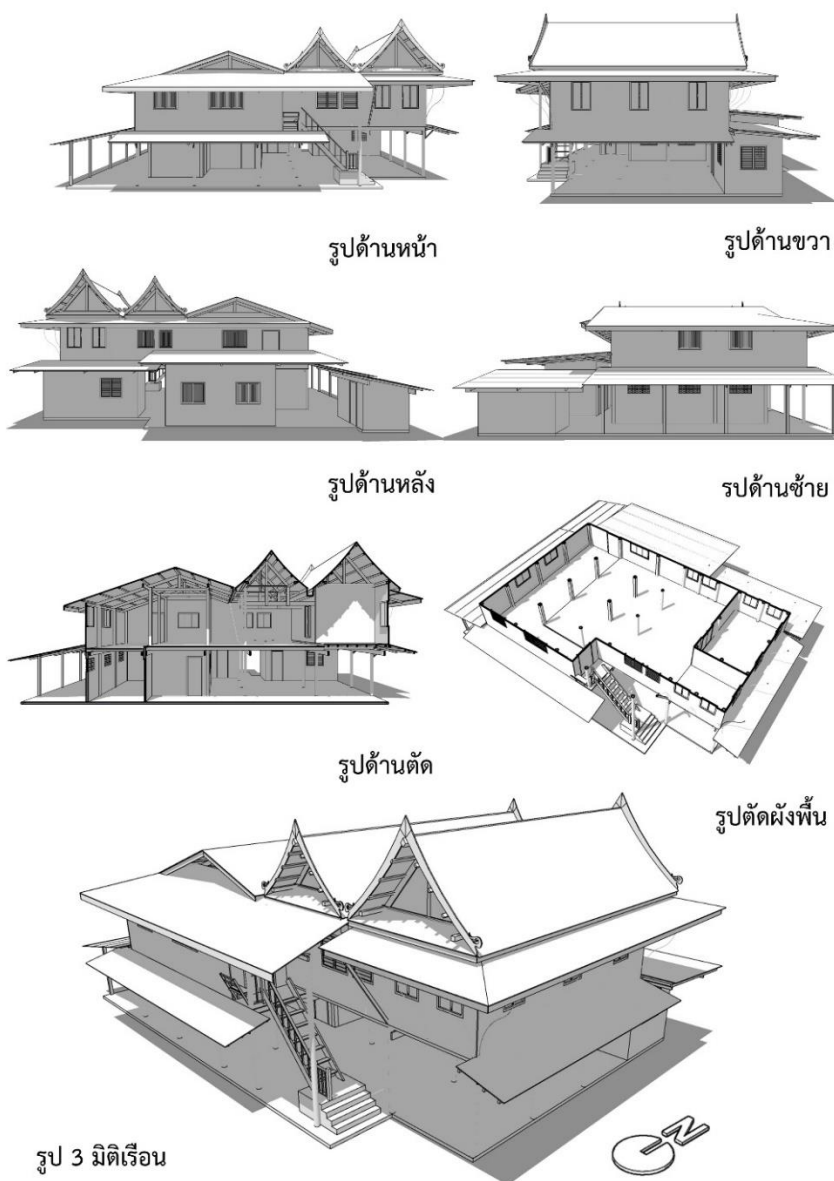 รูปด้านหน้า
รูปด้านขวา
รูปด้านหลัง
รปด้านซ้าย
รูปด้านตัด
รูปตัดผังพื้น
รูป 3 มิติเรือน
N